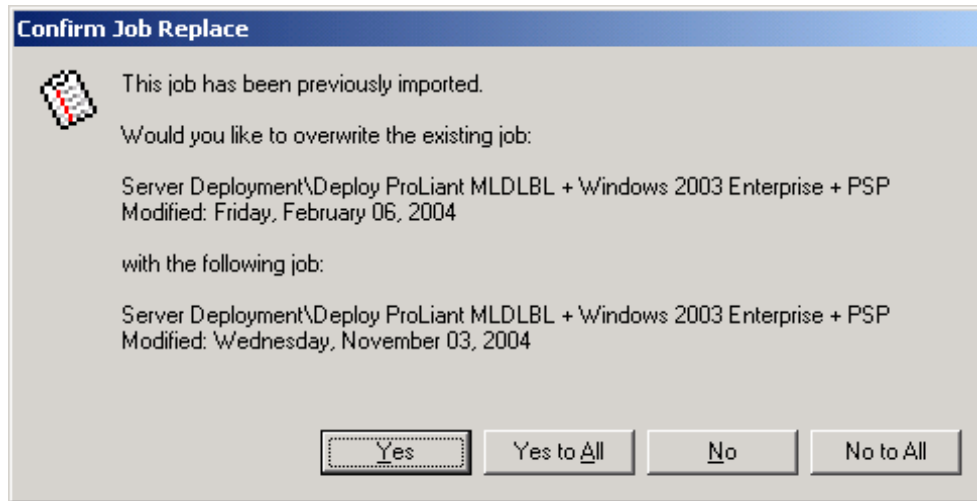 Confirm Job Replace
This job has been previously imported.
Would you like to overwrite the existing job:
Server Deployment\Deploy ProLiant MLDLBL + Windows 2003 Enterprise + PSP
Modified: Friday, February 06, 2004
with the following job:
Server Deployment\Deploy ProLiant MLDLBL + Windows 2003 Enterprise + PSP
Modified: Wednesday, November 03, 2004
Yes Yes to All No No to All